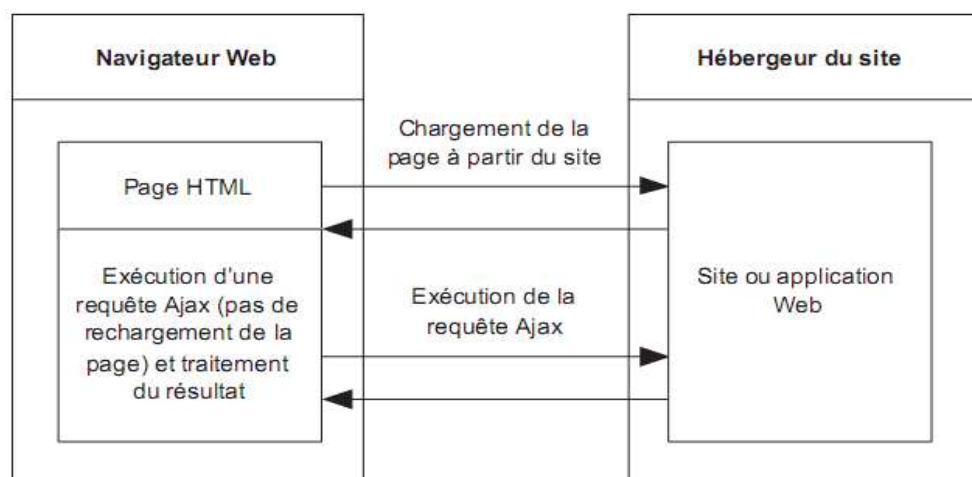 Navigateur Web
Hébergeur du site
Chargement de la
page à partir du site
Page HTML
Exécution d'une
requête Ajax (pas de
rechargement de la
page) et traitement
du résultat
Exécution de la
requête Ajax
Site ou application
Web